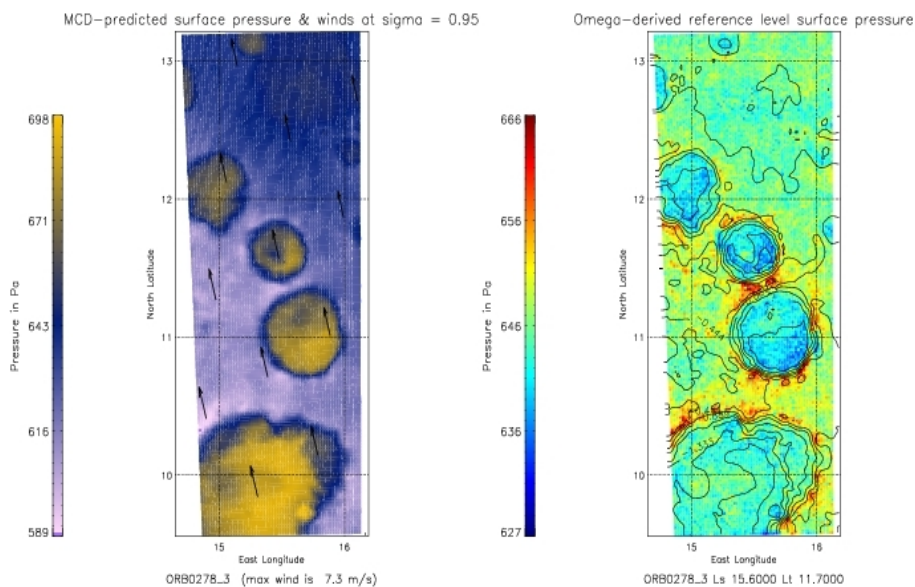 MCD-predicted surface pressure & winds at sigma = 0.95
698
671
643
616
589
Pressure in Pa
13
12
11
10
North Latitude
15
16
East Longitude
ORB0278_3 (max wind is 7.3 m/s)
Omega-derived reference level surface pressure
666
656
646
636
627
Pressure in Pa
13
12
11
10
North Latitude
15
16
East Longitude
ORB0278_3 Ls 15.6000 Lt 11.7000